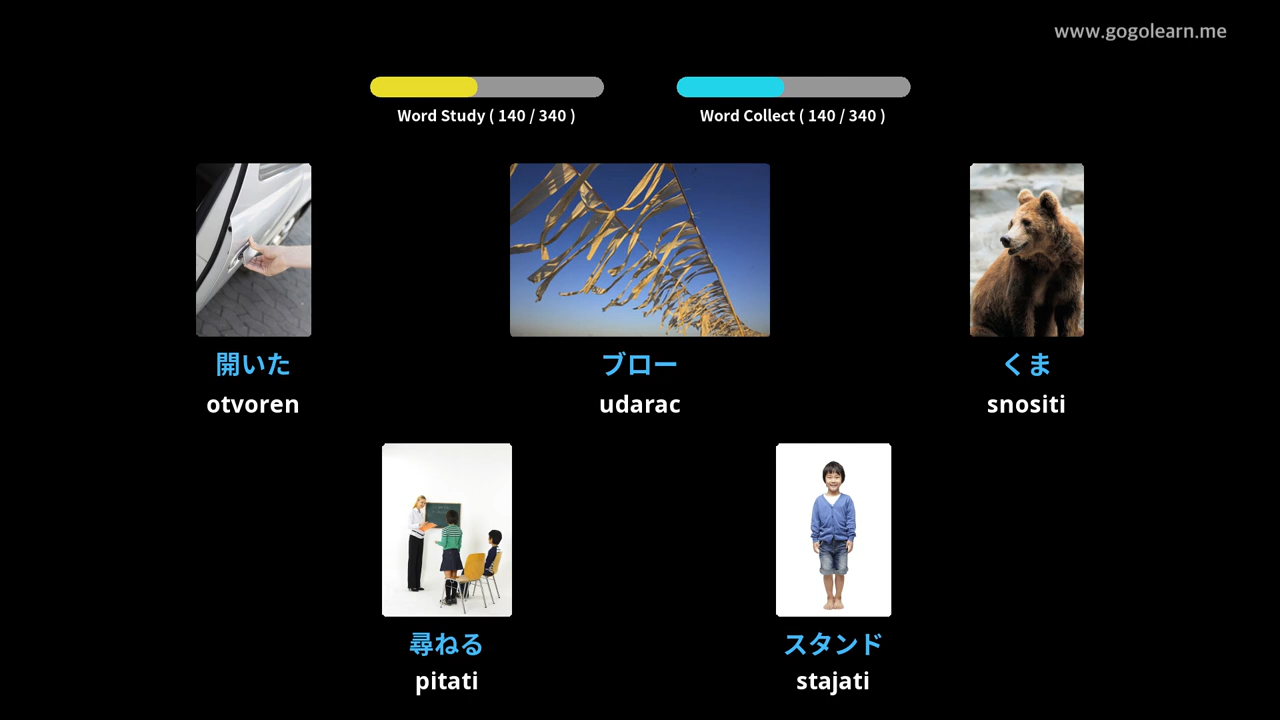 www.gogolearn.me
Word Study ( 140 / 340 )
Word Collect ( 140 / 340 )
開いた
otvoren
ブロー
udarac
くま
snositi
尋ねる
pitati
スタンド
stajati